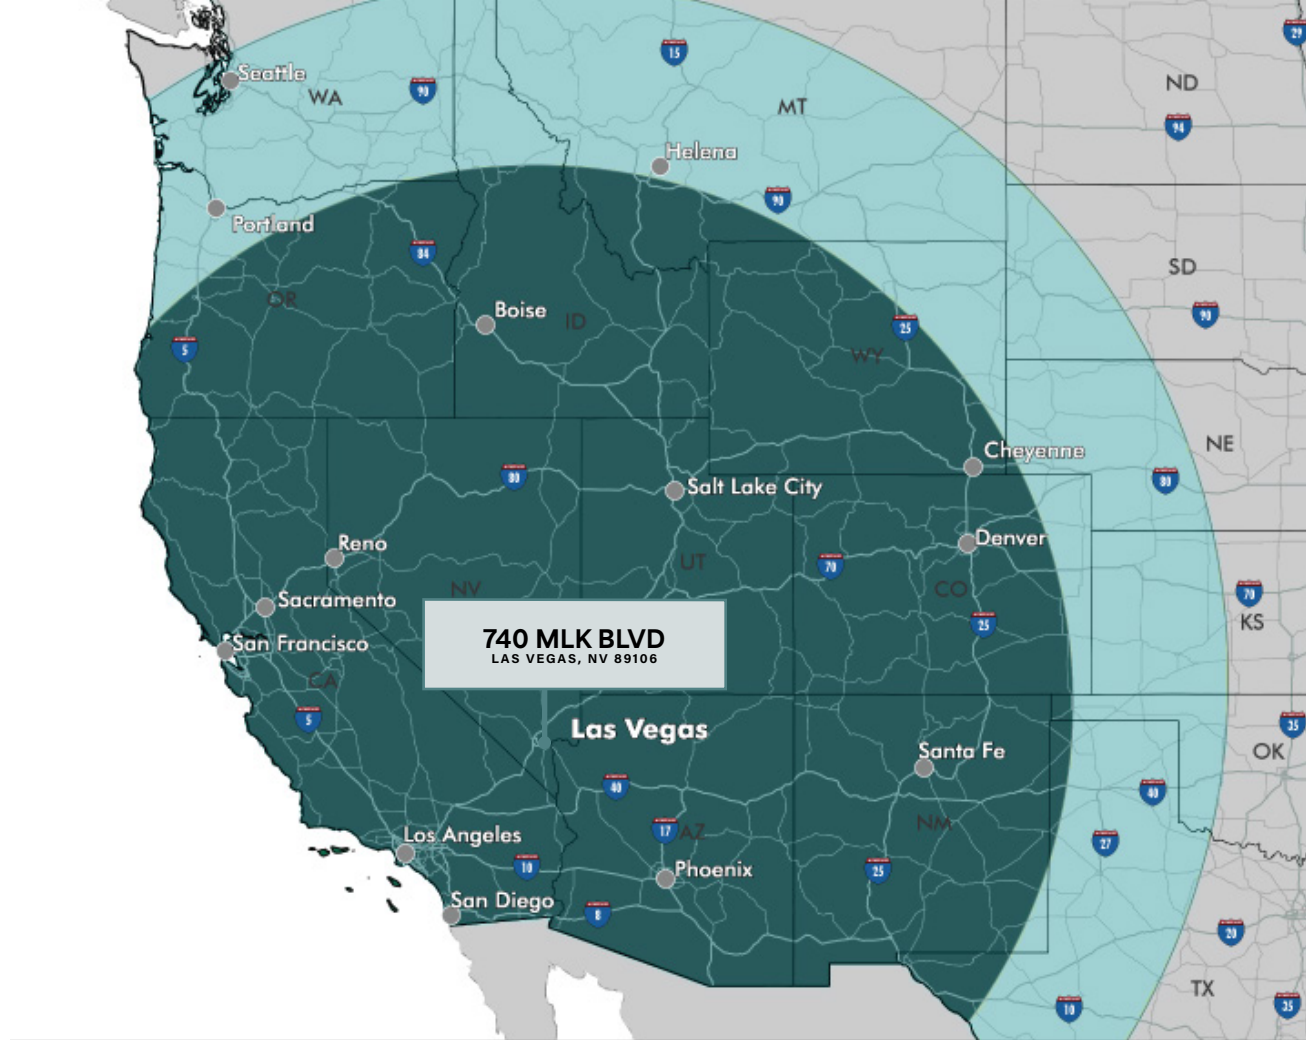 29
15
Seattle
ND
WA
90
MT
94
Helena
90
Portland
84
SD
OR
Boise
ID
90
25
5
WY
NE
Cheyenne
80
80
Salt Lake City
Reno
Denver
UT
70
NV
CO
70
Sacramento
25
KS
740 MLK BLVD
LAS VEGAS, NV 89106
San Francisco
CA
5
35
Las Vegas
Santa Fe
OK
40
40
NM
17
AZ
Los Angeles
27
10
Phoenix
25
San Diego
8
20
TX
10
35